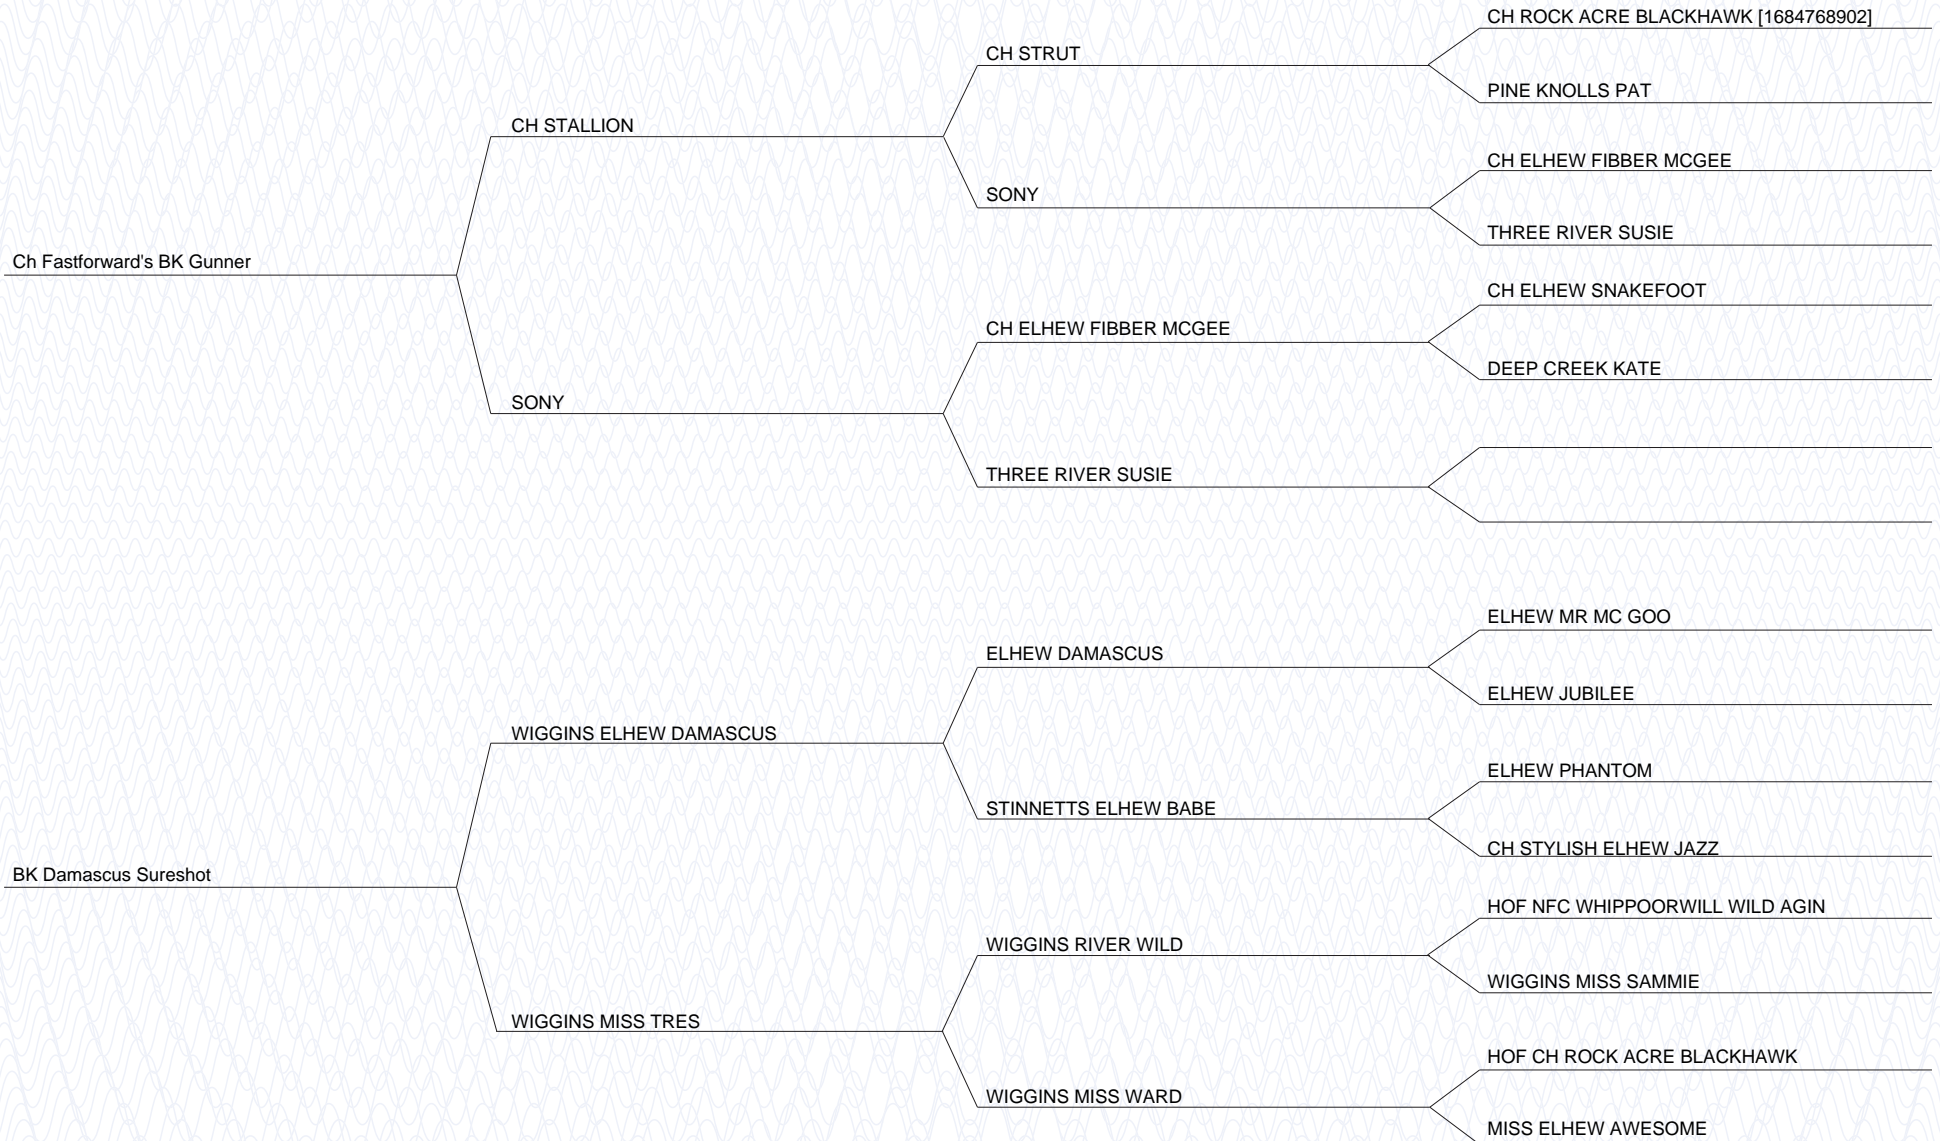 CH ROCK ACRE BLACKHAWK [1684768902]
CH STRUT
PINE KNOLLS PAT
CH STALLION
CH ELHEW FIBBER MCGEE
SONY
THREE RIVER SUSIE
Ch Fastforward's BK Gunner
CH ELHEW SNAKEFOOT
CH ELHEW FIBBER MCGEE
DEEP CREEK KATE
SONY
THREE RIVER SUSIE
ELHEW MR MC GOO
ELHEW DAMASCUS
ELHEW JUBILEE
WIGGINS ELHEW DAMASCUS
ELHEW PHANTOM
STINNETTS ELHEW BABE
CH STYLISH ELHEW JAZZ
BK Damascus Sureshot
HOF NFC WHIPPOORWILL WILD AGIN
WIGGINS RIVER WILD
WIGGINS MISS SAMMIE
WIGGINS MISS TRES
HOF CH ROCK ACRE BLACKHAWK
WIGGINS MISS WARD
MISS ELHEW AWESOME